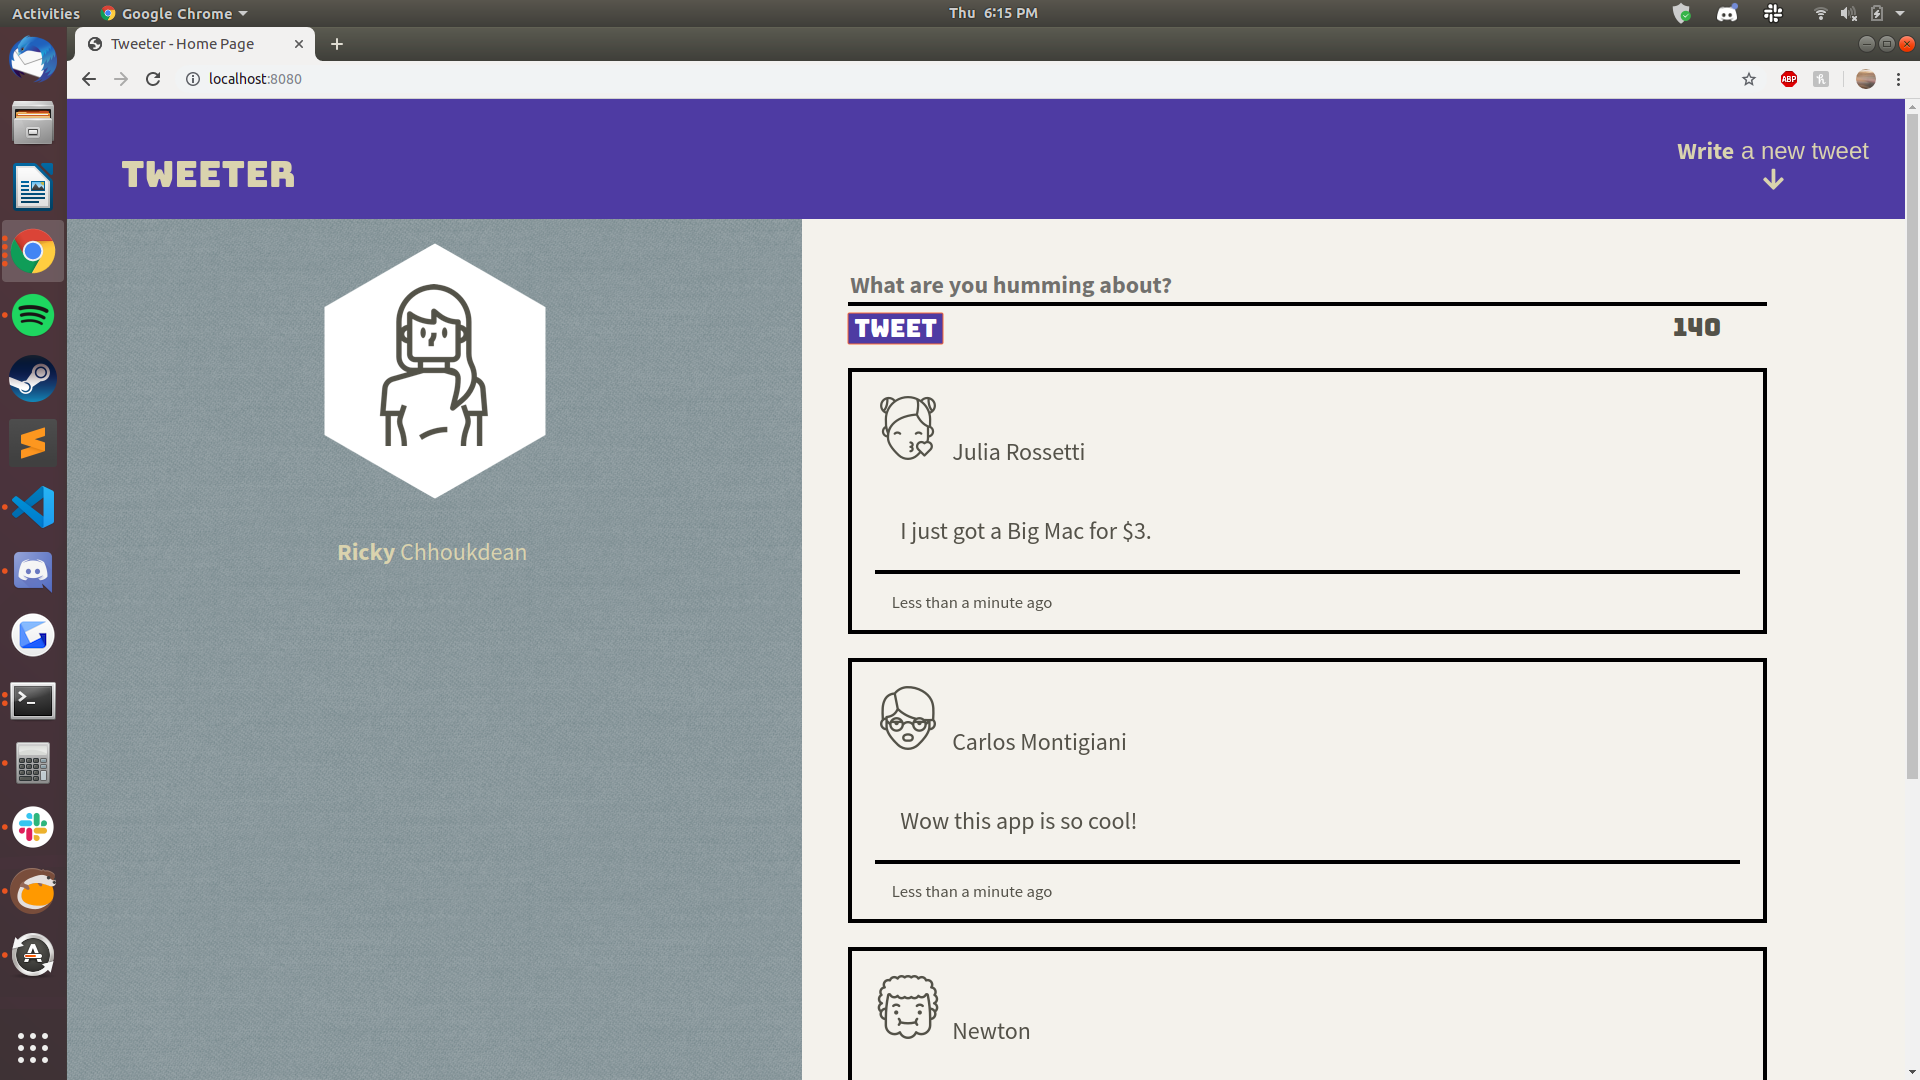 Activities Google Chrome Thu 6:15 PM
Tweeter - Home Page
localhost:8080
ABP
TWEETER
Write a new tweet
What are you humming about?
TWEET 140
Julia Rossetti
I just got a Big Mac for $3.
Less than a minute ago
Ricky Chhoukdean
Carlos Montigiani
Wow this app is so cool!
Less than a minute ago
Newton